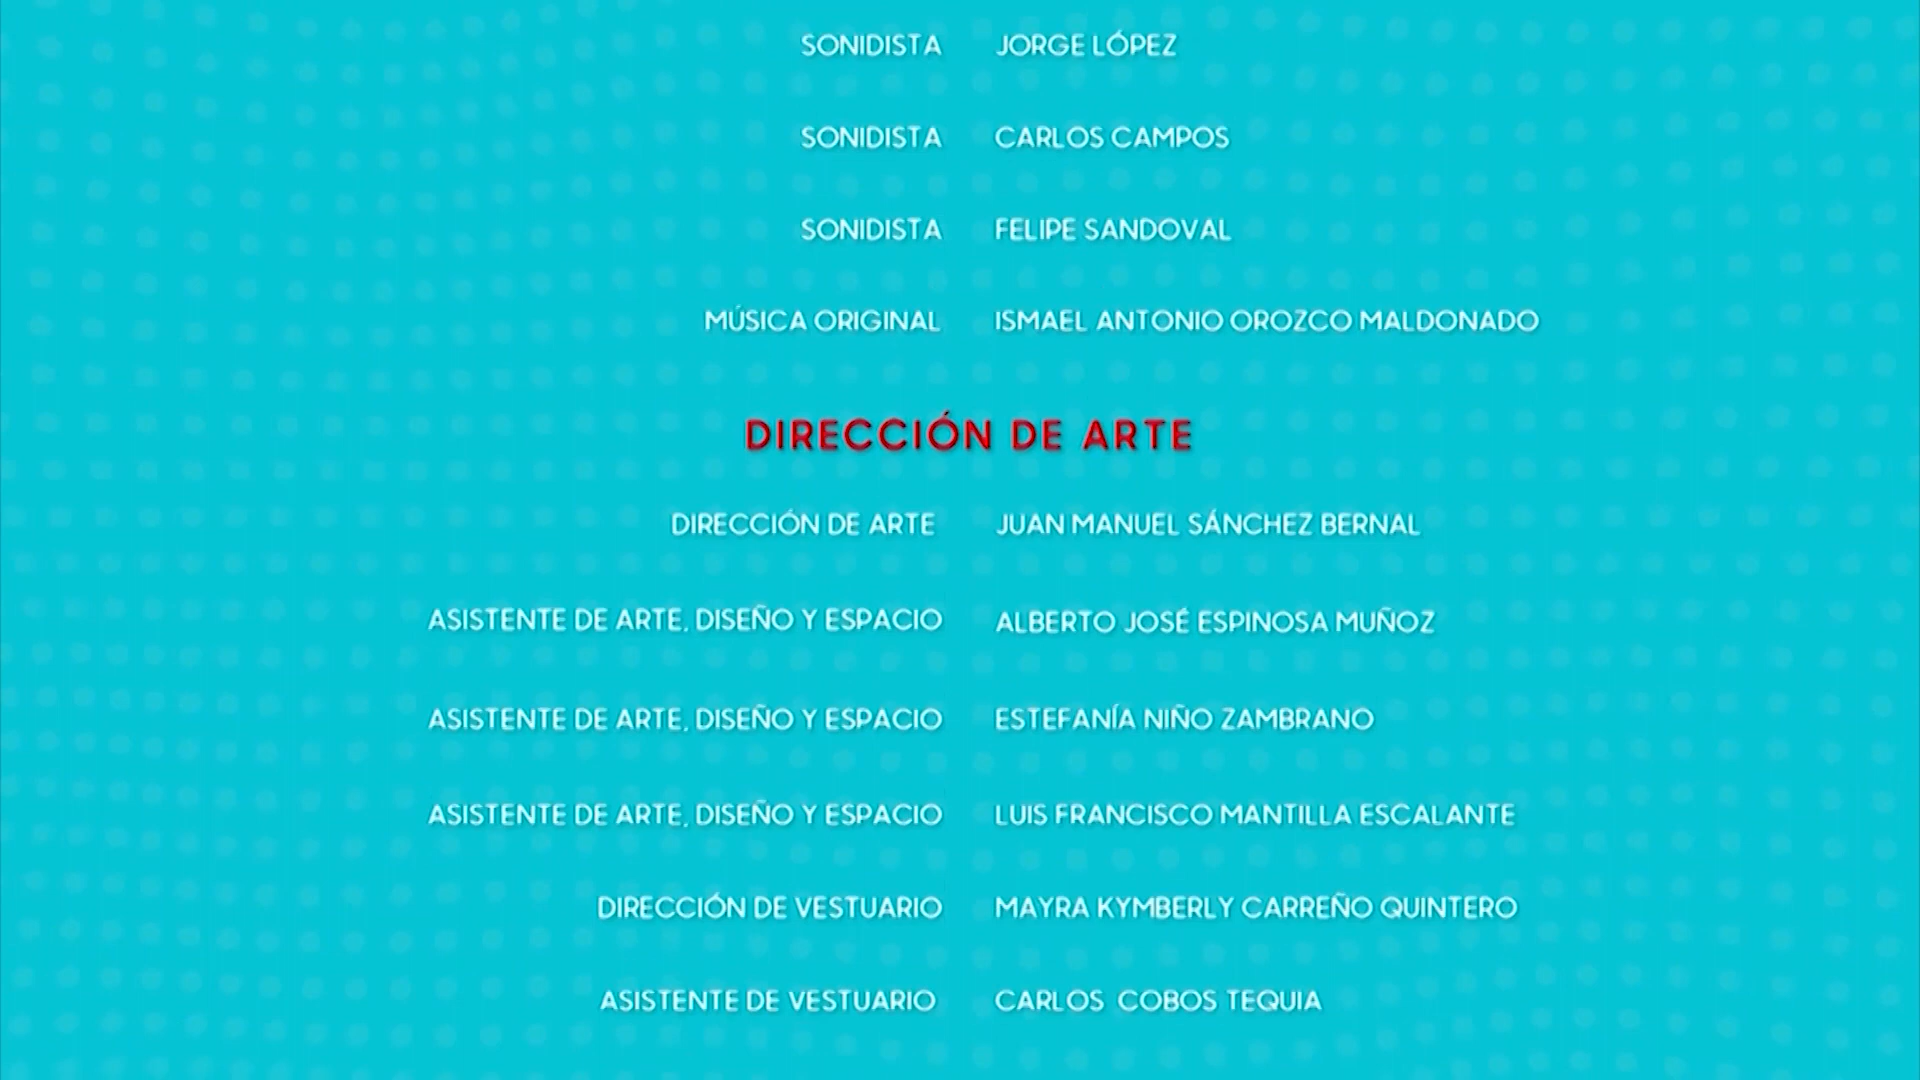 SONIDISTA JORGE LÓPEZ
SONIDISTA CARLOS CAMPOS
SONIDISTA FELIPE SANDOVAL
MÚSICA ORIGINAL ISMAEL ANTONIO OROZCO MALDONADO
DIRECCIÓN DE ARTE
DIRECCIÓN DE ARTE JUAN MANUEL SÁNCHEZ BERNAL
ASISTENTE DE ARTE, DISEÑO Y ESPACIO ALBERTO JOSÉ ESPINOSA MUÑOZ
ASISTENTE DE ARTE, DISEÑO Y ESPACIO ESTEFANÍA NIÑO ZAMBRANO
ASISTENTE DE ARTE, DISEÑO Y ESPACIO LUIS FRANCISCO MANTILLA ESCALANTE
DIRECCIÓN DE VESTUARIO MAYRA KYMBERLY CARREÑO QUINTERO
ASISTENTE DE VESTUARIO CARLOS COBOS TEQUIA